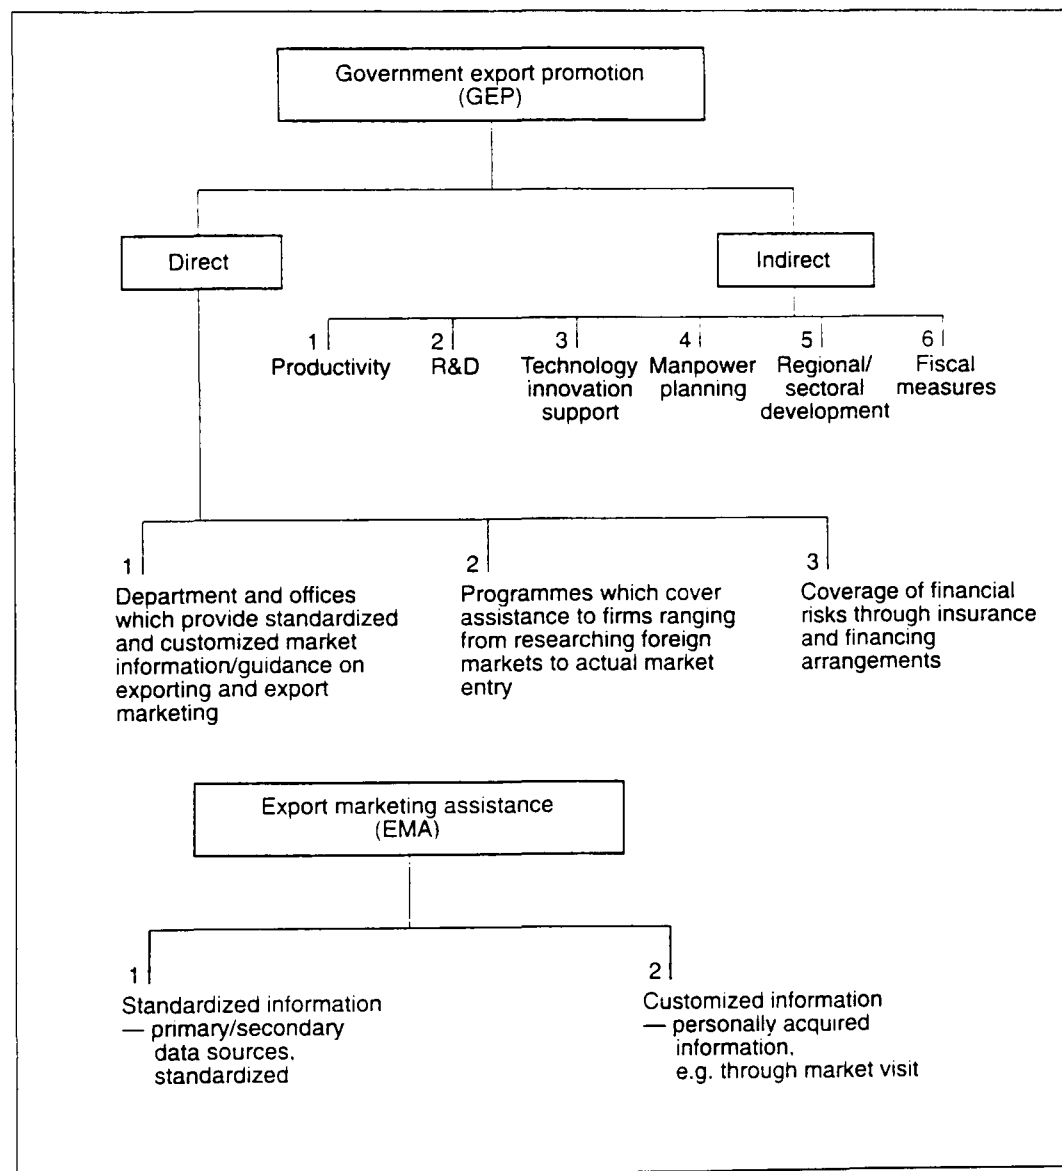 Government export promotion
(GEP)
Direct
Indirect
1
Productivity
2
R&D
3
Technology
innovation
support
4
Manpower
planning
5
Regional/
sectoral
development
6
Fiscal
measures
1
Department and offices
which provide standardized
and customized market
information/guidance on
exporting and export
marketing
2
Programmes which cover
assistance to firms ranging
from researching foreign
markets to actual market
entry
3
Coverage of financial
risks through insurance
and financing
arrangements
Export marketing assistance
(EMA)
1
Standardized information
— primary/secondary
data sources,
standardized
2
Customized information
— personally acquired
information,
e.g. through market visit